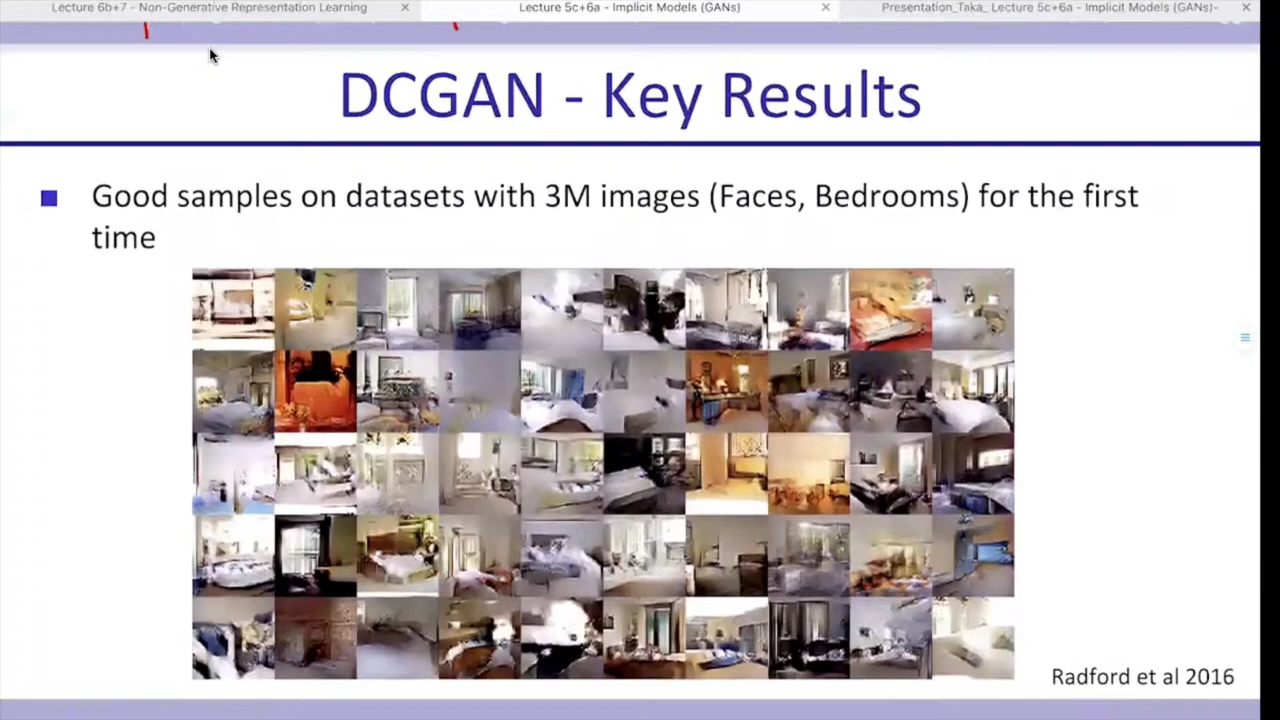 Lecture 6b+7 - Non-Generative Representation Learning
Lecture 5c+6a - Implicit Models (GANs)
Presentation_Taka_ Lecture 5c+6a - Implicit Models (GANs)-
DCGAN - Key Results
Good samples on datasets with 3M images (Faces, Bedrooms) for the first
time
Radford et al 2016